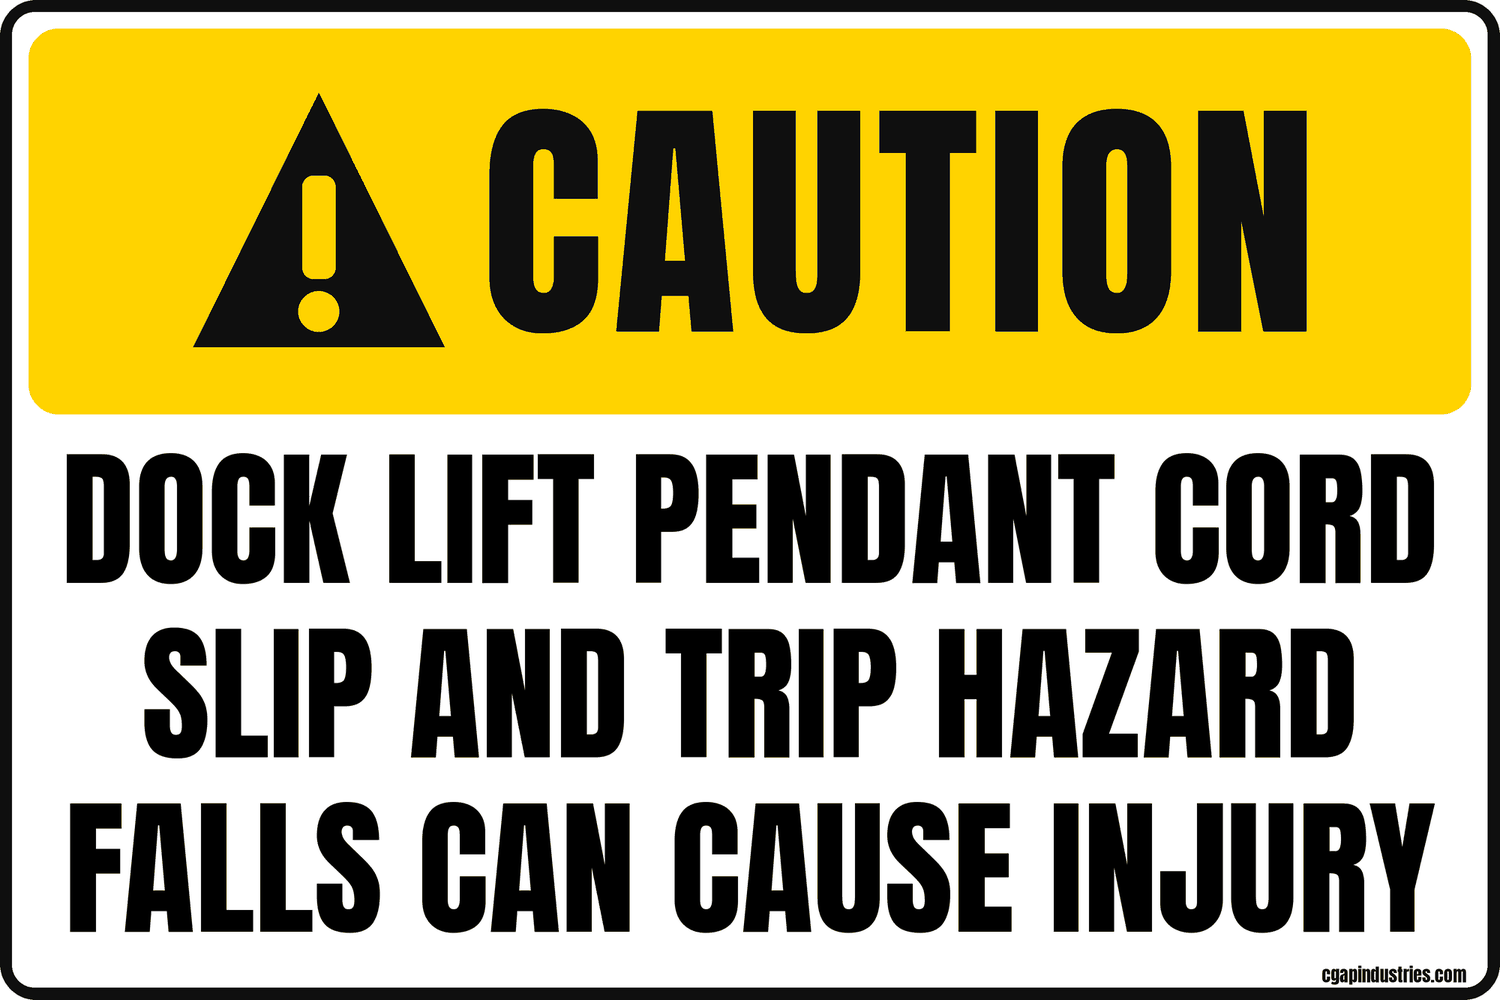 CAUTION
DOCK LIFT PENDANT CORD
SLIP AND TRIP HAZARD
FALLS CAN CAUSE INJURY
cgapindustries.com